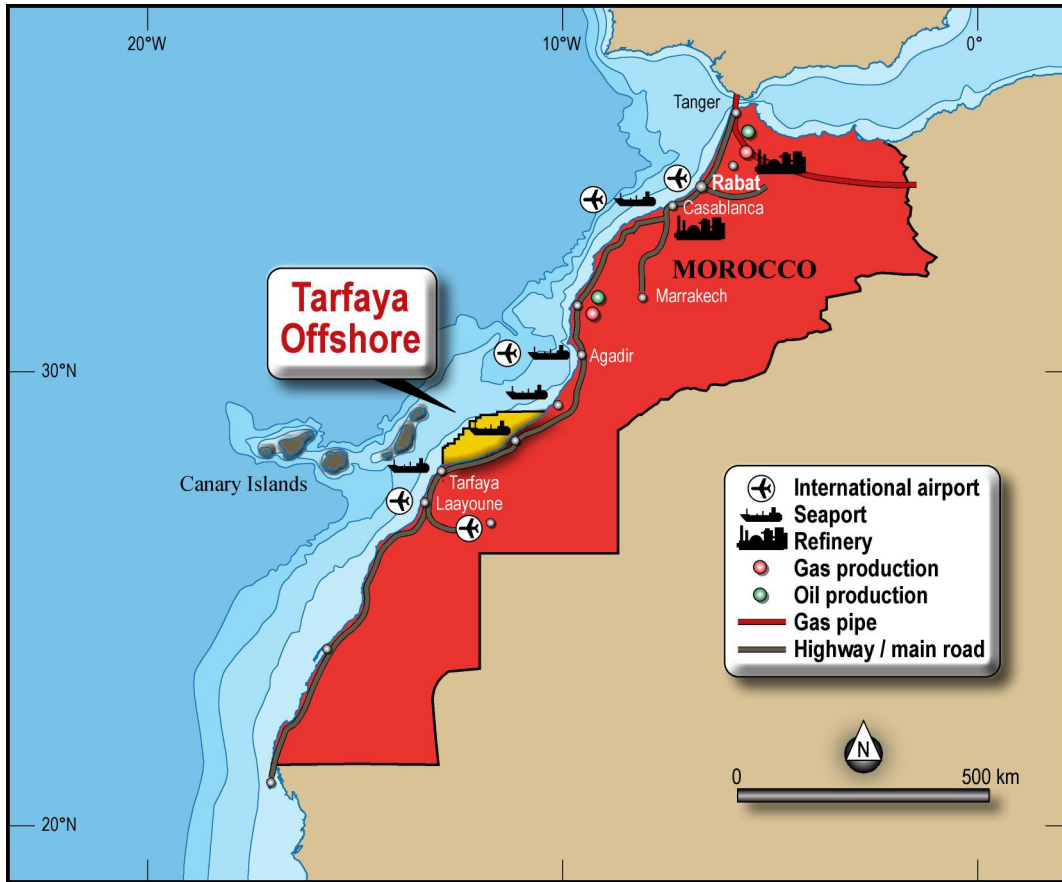 20°W
10°W
0°
Tanger
Rabat
Casablanca
MOROCCO
Marrakech
Tarfaya
Offshore
30°N
Agadir
Canary Islands
Tarfaya
Laayoune
International airport
Seaport
Refinery
Gas production
Oil production
Gas pipe
Highway / main road
N
0
500 km
20°N